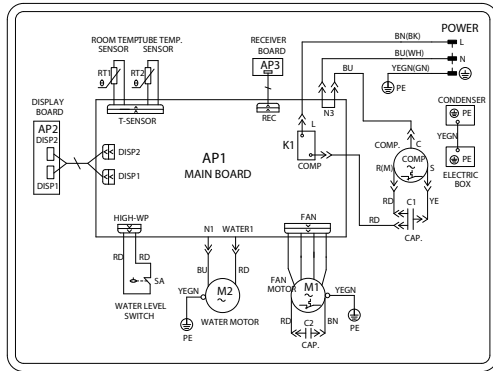 POWER
ROOM TEMP.
SENSOR
TUBE TEMP.
SENSOR
RECEIVER
BOARD
BN(BK)
L
BU(WH)
N
YEGN(GN)
PE
RT1
θ
RT2
θ
AP3
BU
DISPLAY
BOARD
AP2
DISP2
DISP1
T-SENSOR
REC
L
N3
CONDENSER
PE
YEGN
PE
ELECTRIC
BOX
K1
COMP
COMP.
C
COMP
R(M)
S
AP1
MAIN BOARD
DISP2
DISP1
RD
YE
C1
RD
CAP.
HIGH-WP
N1
WATER1
FAN
RD
RD
SA
WATER LEVEL
SWITCH
BU
RD
YEGN
M2
PE
WATER MOTOR
FAN
MOTOR
M1
YEGN
RD
BN
C2
CAP.
PE